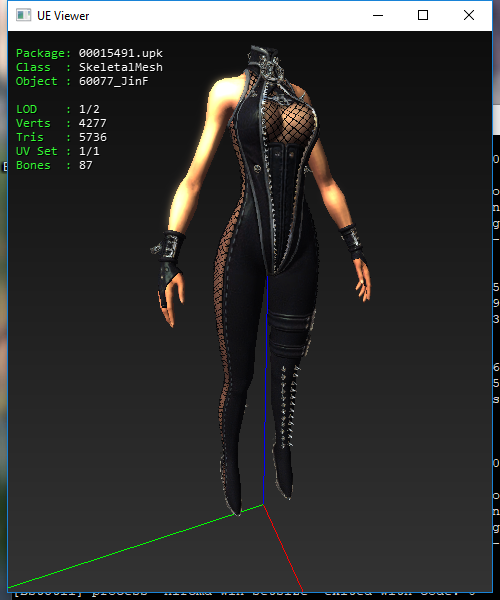 UE Viewer
Package: 00015491.upk
Class  : SkeletalMesh
Object : 60077_JinF
LOD    : 1/2
Verts  : 4277
Tris   : 5736
UV Set : 1/1
Bones  : 87